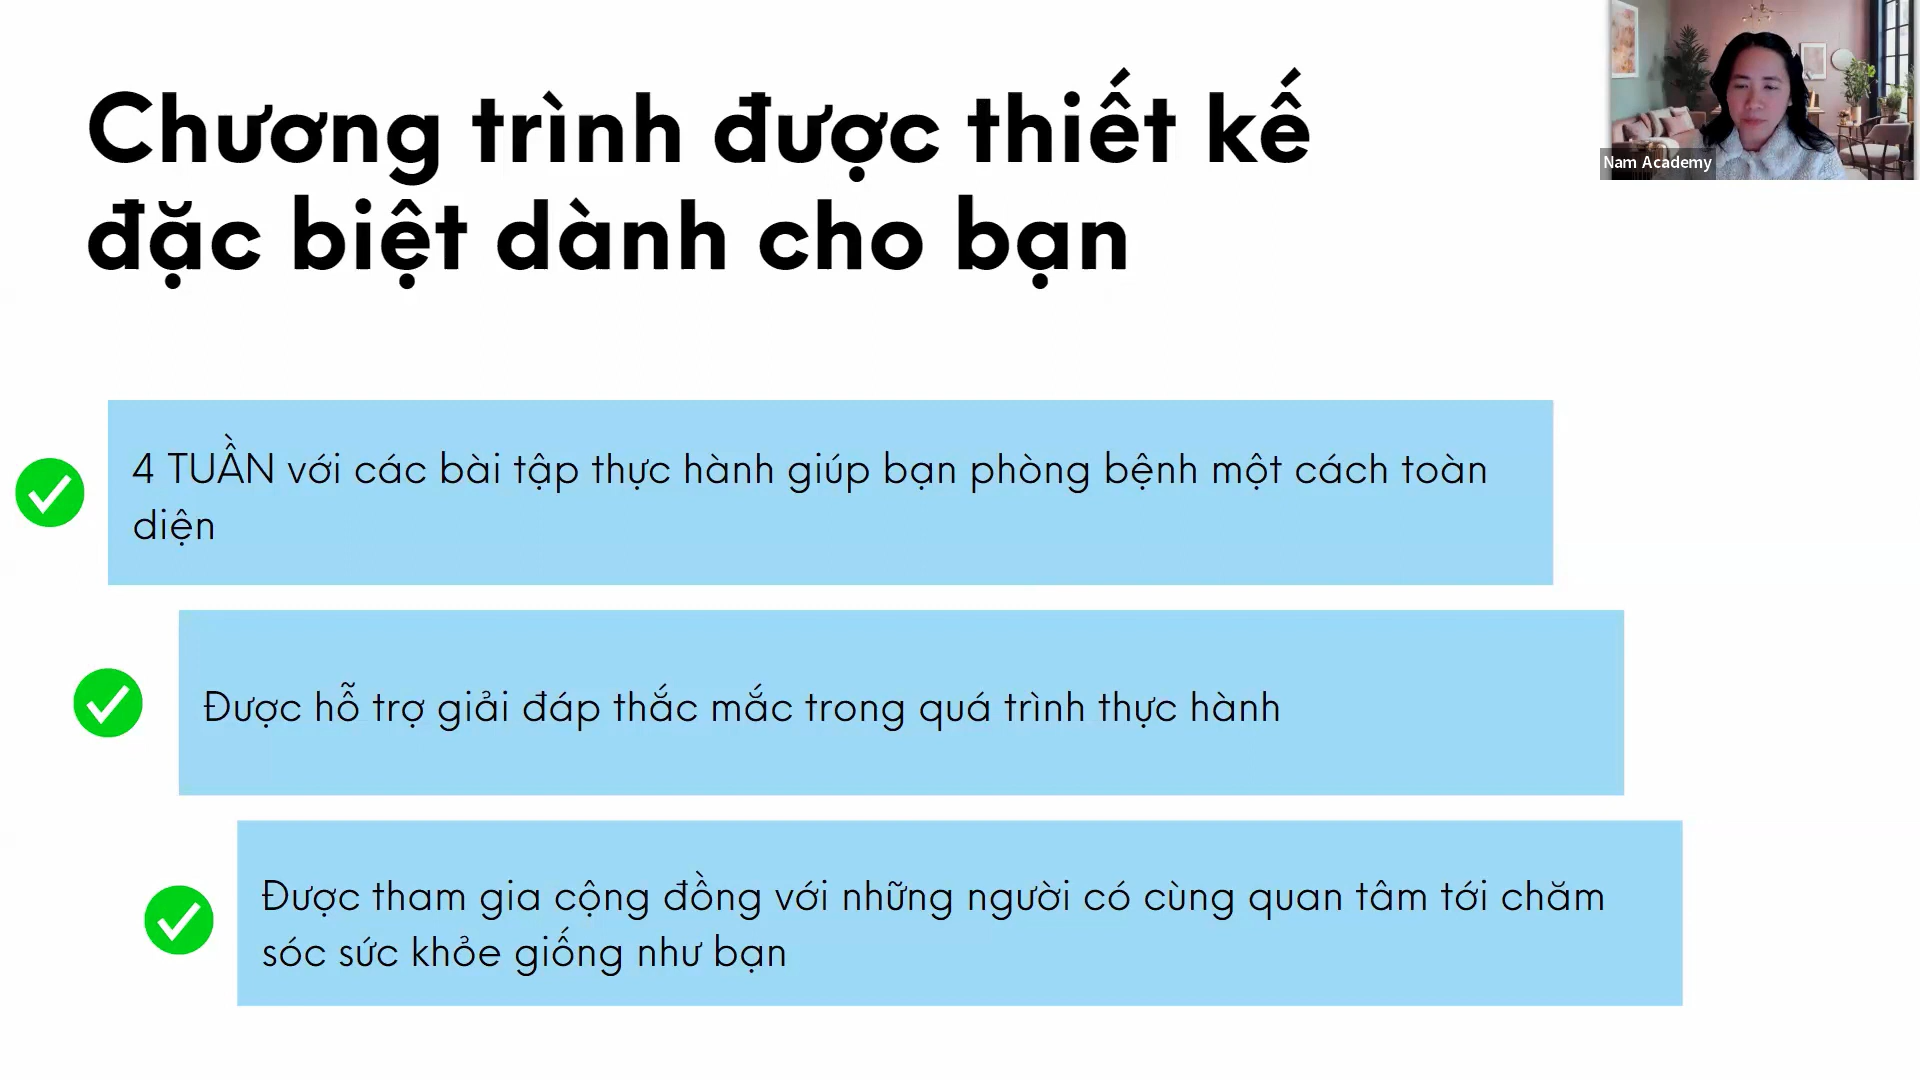 Chương trình được thiết kế
đặc biệt dành cho bạn
Nam Academy
4 TUẦN với các bài tập thực hành giúp bạn phòng bệnh một cách toàn
diện
Được hỗ trợ giải đáp thắc mắc trong quá trình thực hành
Được tham gia cộng đồng với những người có cùng quan tâm tới chăm
sóc sức khỏe giống như bạn